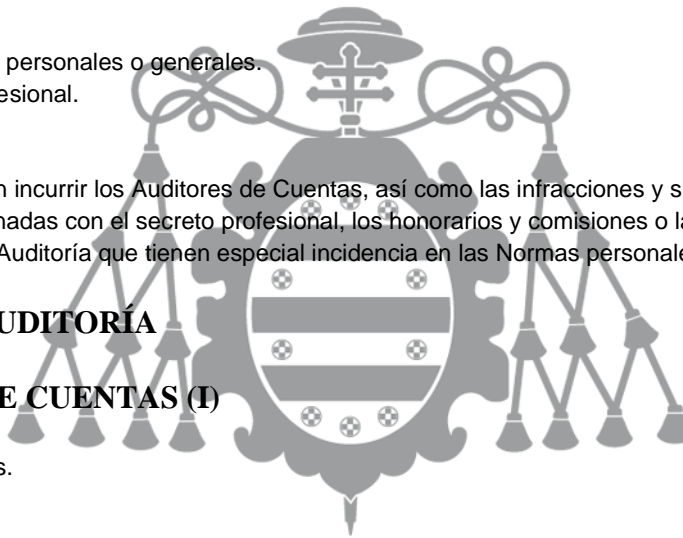 personales o generales.
esional.
n incurrir los Auditores de Cuentas, así como las infracciones y s
nadas con el secreto profesional, los honorarios y comisiones o la
Auditoría que tienen especial incidencia en las Normas personale
UDITORÍA
E CUENTAS (I)
s.